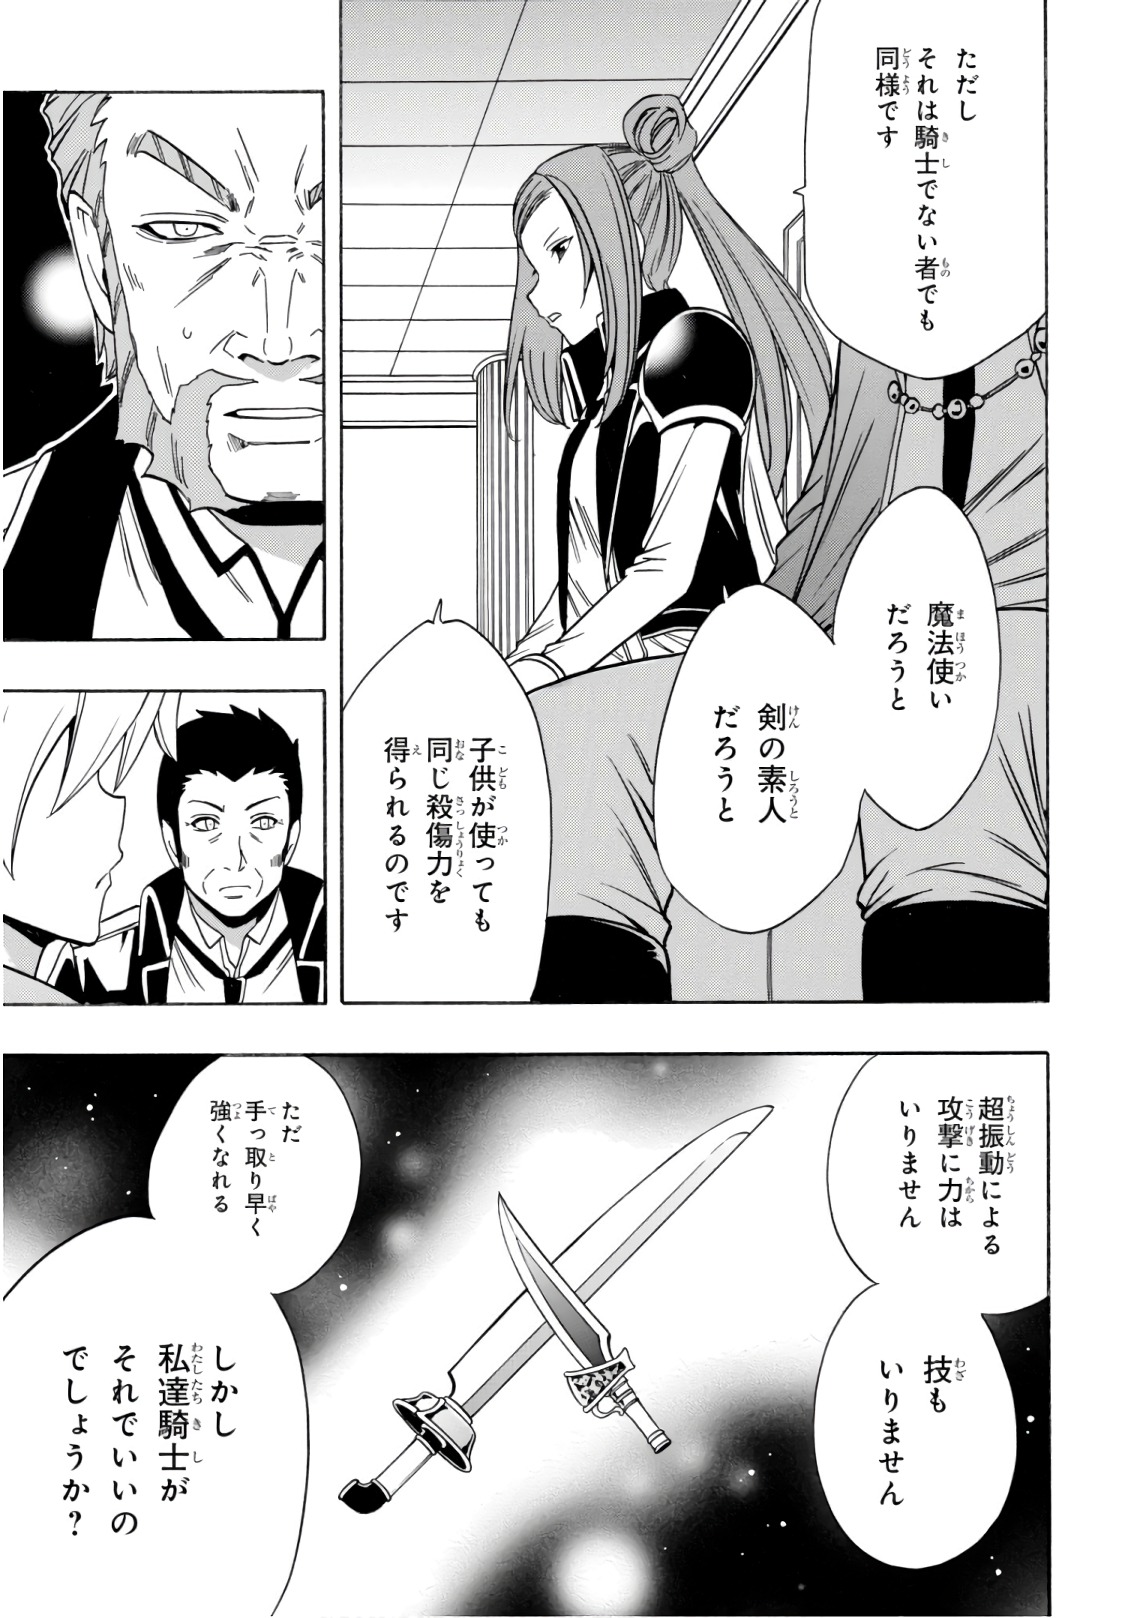 ただし
それは騎士でない者でも
同様です
魔法使い
だろうと
剣の素人
だろうと
子供が使っても
同じ殺傷力を
得られるのです
超振動による
攻撃に力は
いりません
技も
いりません
ただ
手っ取り早く
強くなれる
しかし
私達騎士が
それでいいの
でしょうか?